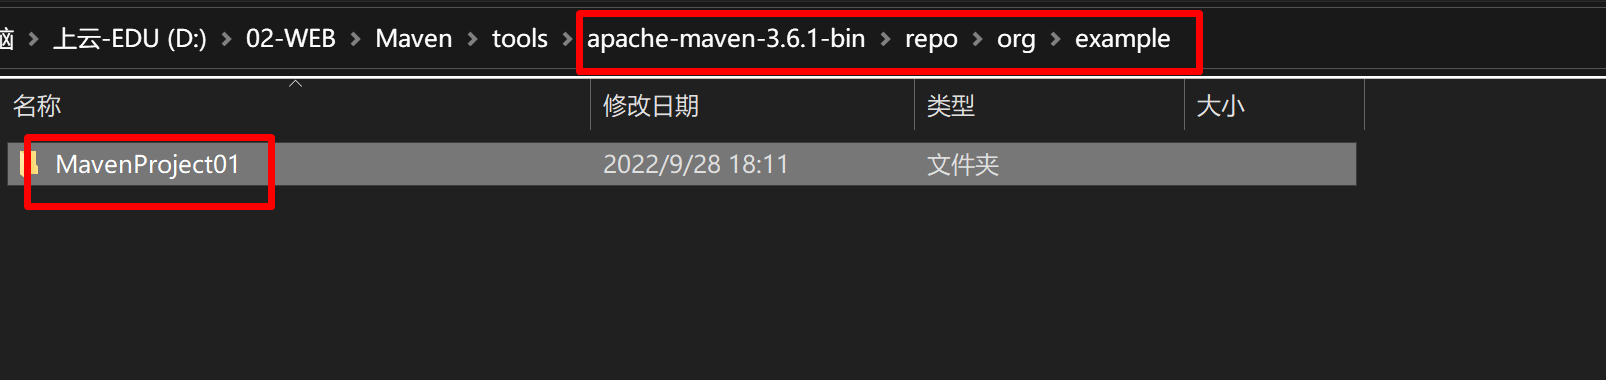 脑 > 上云-EDU (D:) > 02-WEB > Maven > tools > apache-maven-3.6.1-bin > repo > org > example
名称 修改日期 类型 大小
MavenProject01 2022/9/28 18:11 文件夹